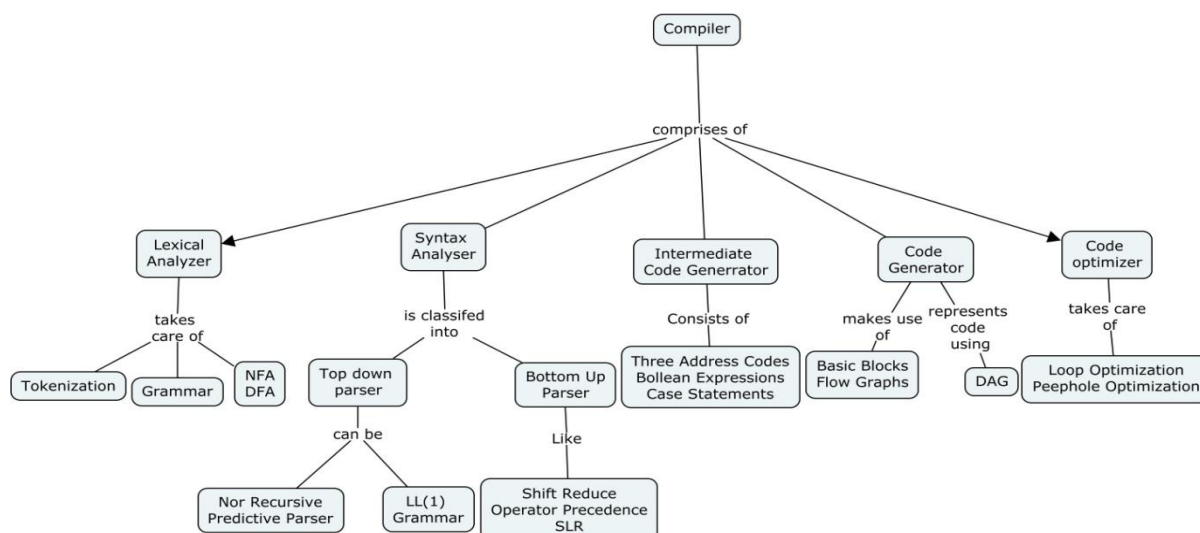 Compiler
comprises of
Lexical
Analyzer
Syntax
Analyser
Intermediate
Code Generrator
Code
Generator
Code
optimizer
takes
care of
is classifed
into
Consists of
makes use
of
represents
code
using
takes care
of
Tokenization
Grammar
NFA
DFA
Top down
parser
Bottom Up
Parser
Three Address Codes
Bollean Expressions
Case Statements
Basic Blocks
Flow Graphs
DAG
Loop Optimization
Peephole Optimization
can be
Like
Nor Recursive
Predictive Parser
LL(1)
Grammar
Shift Reduce
Operator Precedence
SLR